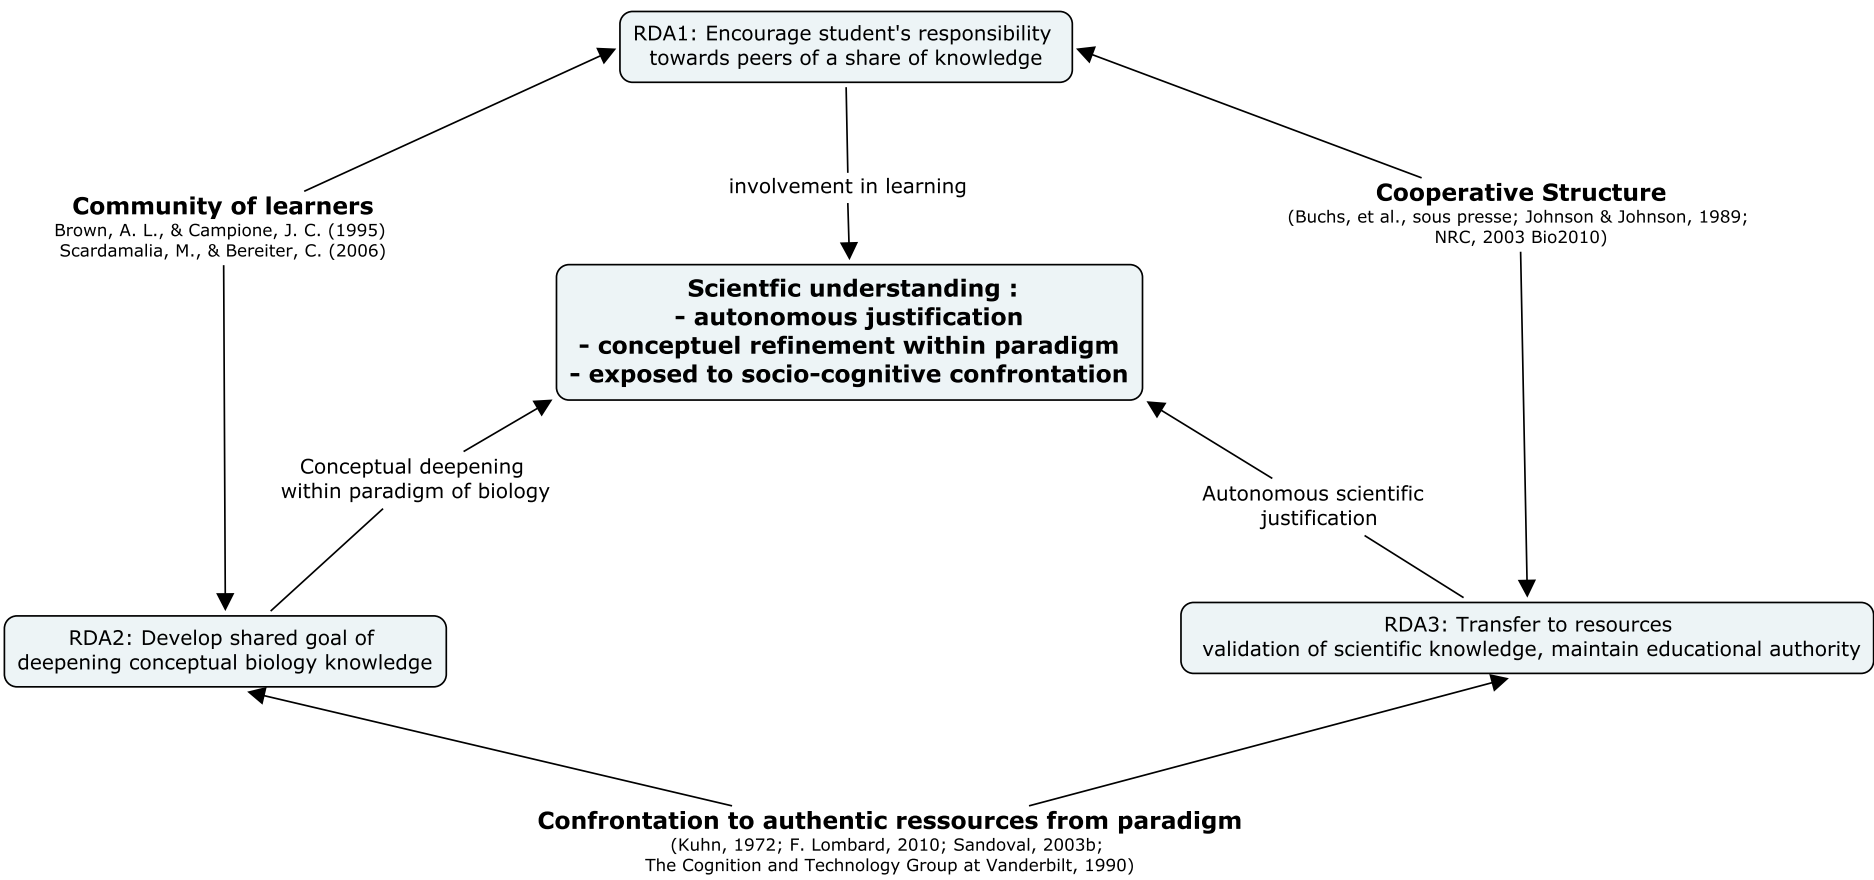 RDA1: Encourage student's responsibility
towards peers of a share of knowledge
involvement in learning
Community of learners
Brown, A. L., & Campione, J. C. (1995)
Scardamalia, M., & Bereiter, C. (2006)
Cooperative Structure
(Buchs, et al., sous presse; Johnson & Johnson, 1989;
NRC, 2003 Bio2010)
Scientfic understanding :
- autonomous justification
- conceptuel refinement within paradigm
- exposed to socio-cognitive confrontation
Conceptual deepening
within paradigm of biology
Autonomous scientific
justification
RDA2: Develop shared goal of
deepening conceptual biology knowledge
RDA3: Transfer to resources
validation of scientific knowledge, maintain educational authority
Confrontation to authentic ressources from paradigm
(Kuhn, 1972; F. Lombard, 2010; Sandoval, 2003b;
The Cognition and Technology Group at Vanderbilt, 1990)